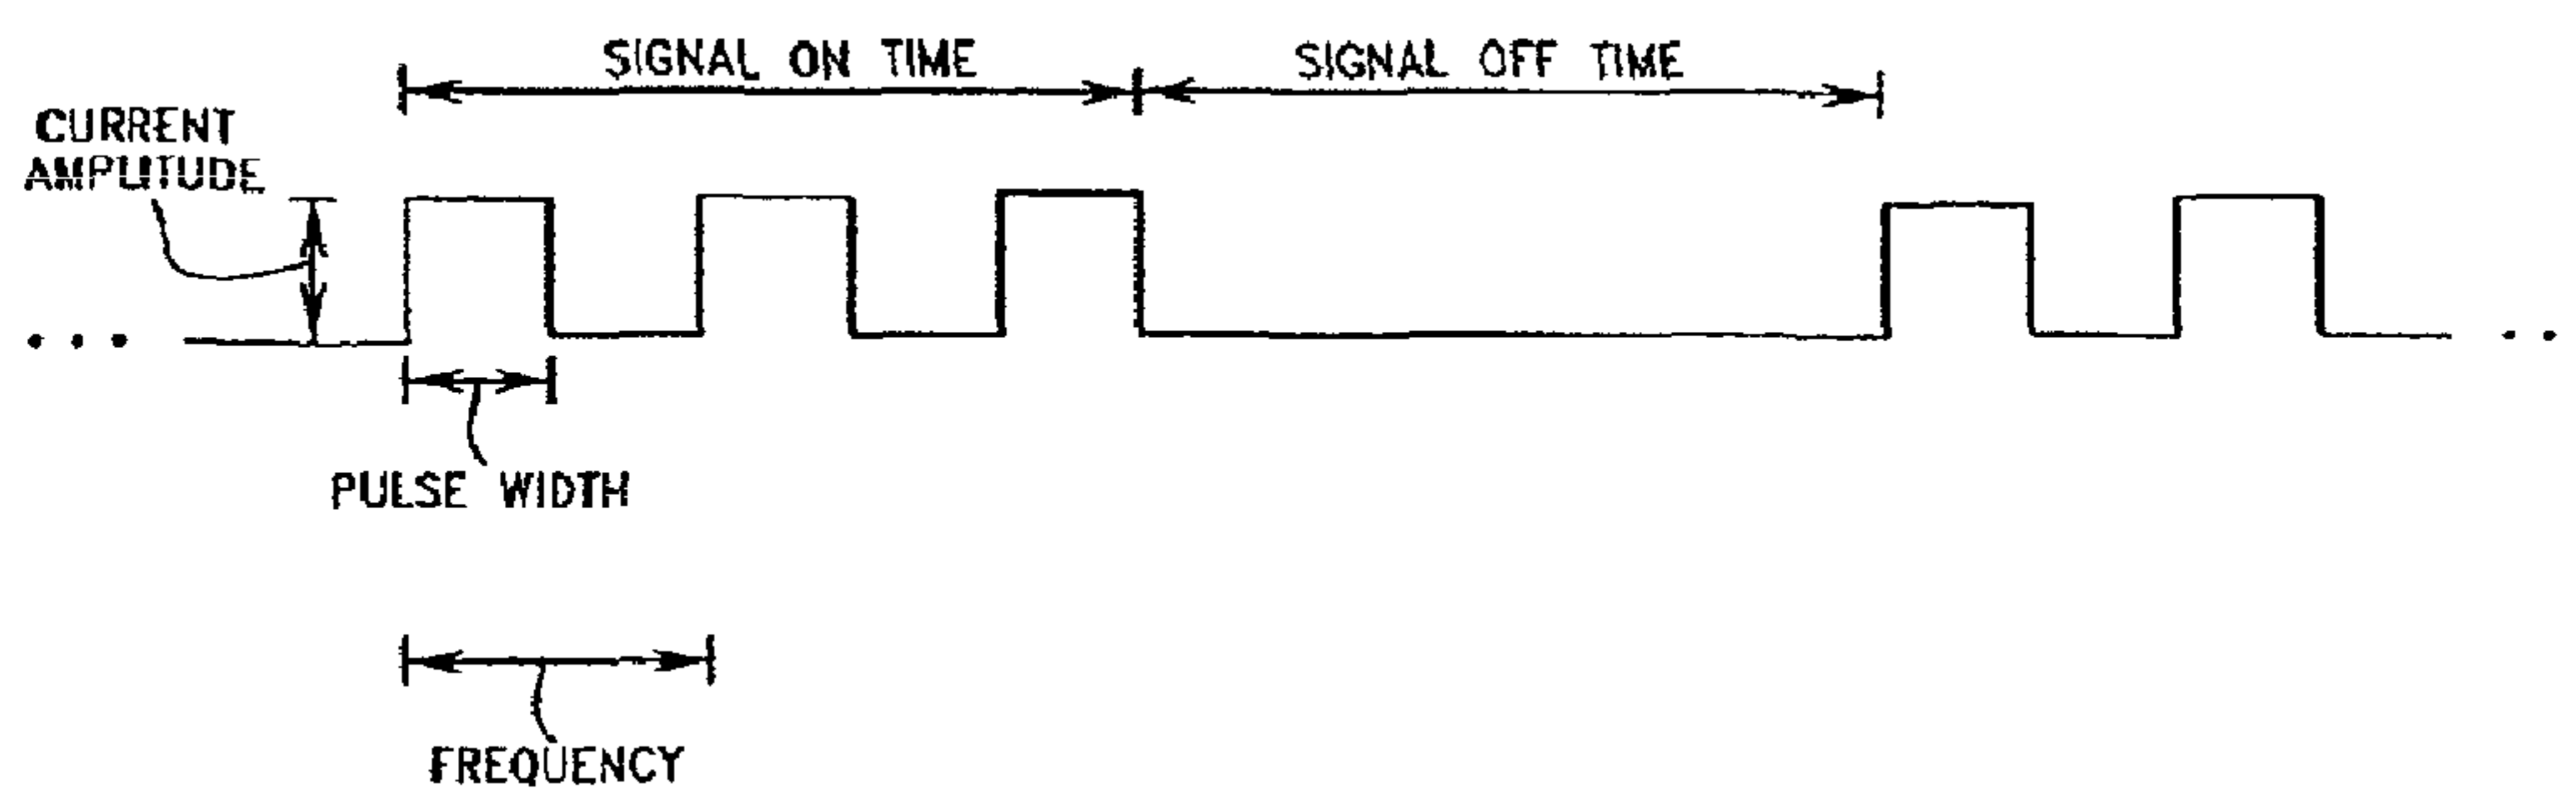 SIGNAL ON TIME
SIGNAL OFF TIME
CURRENT
AMPLITUDE
PULSE WIDTH
FREQUENCY